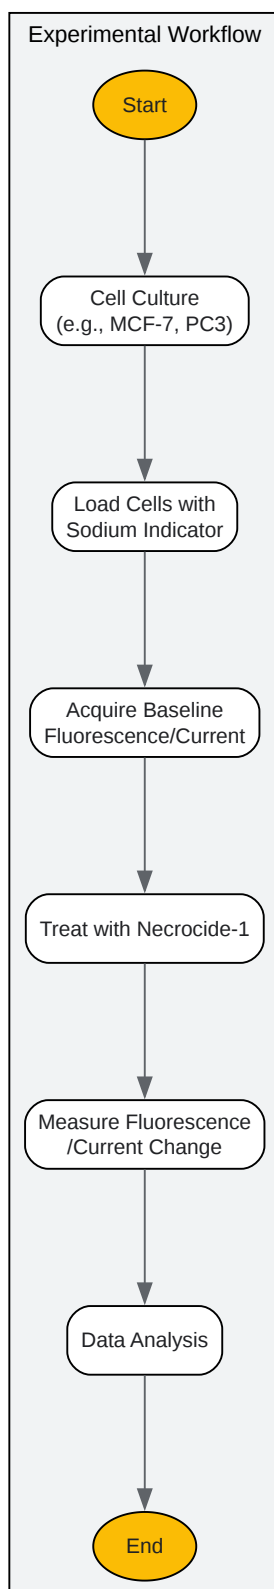 Experimental Workflow
Start
Cell Culture
(e.g., MCF-7, PC3)
Load Cells with
Sodium Indicator
Acquire Baseline
Fluorescence/Current
Treat with Necrocide-1
Measure Fluorescence
/Current Change
Data Analysis
End